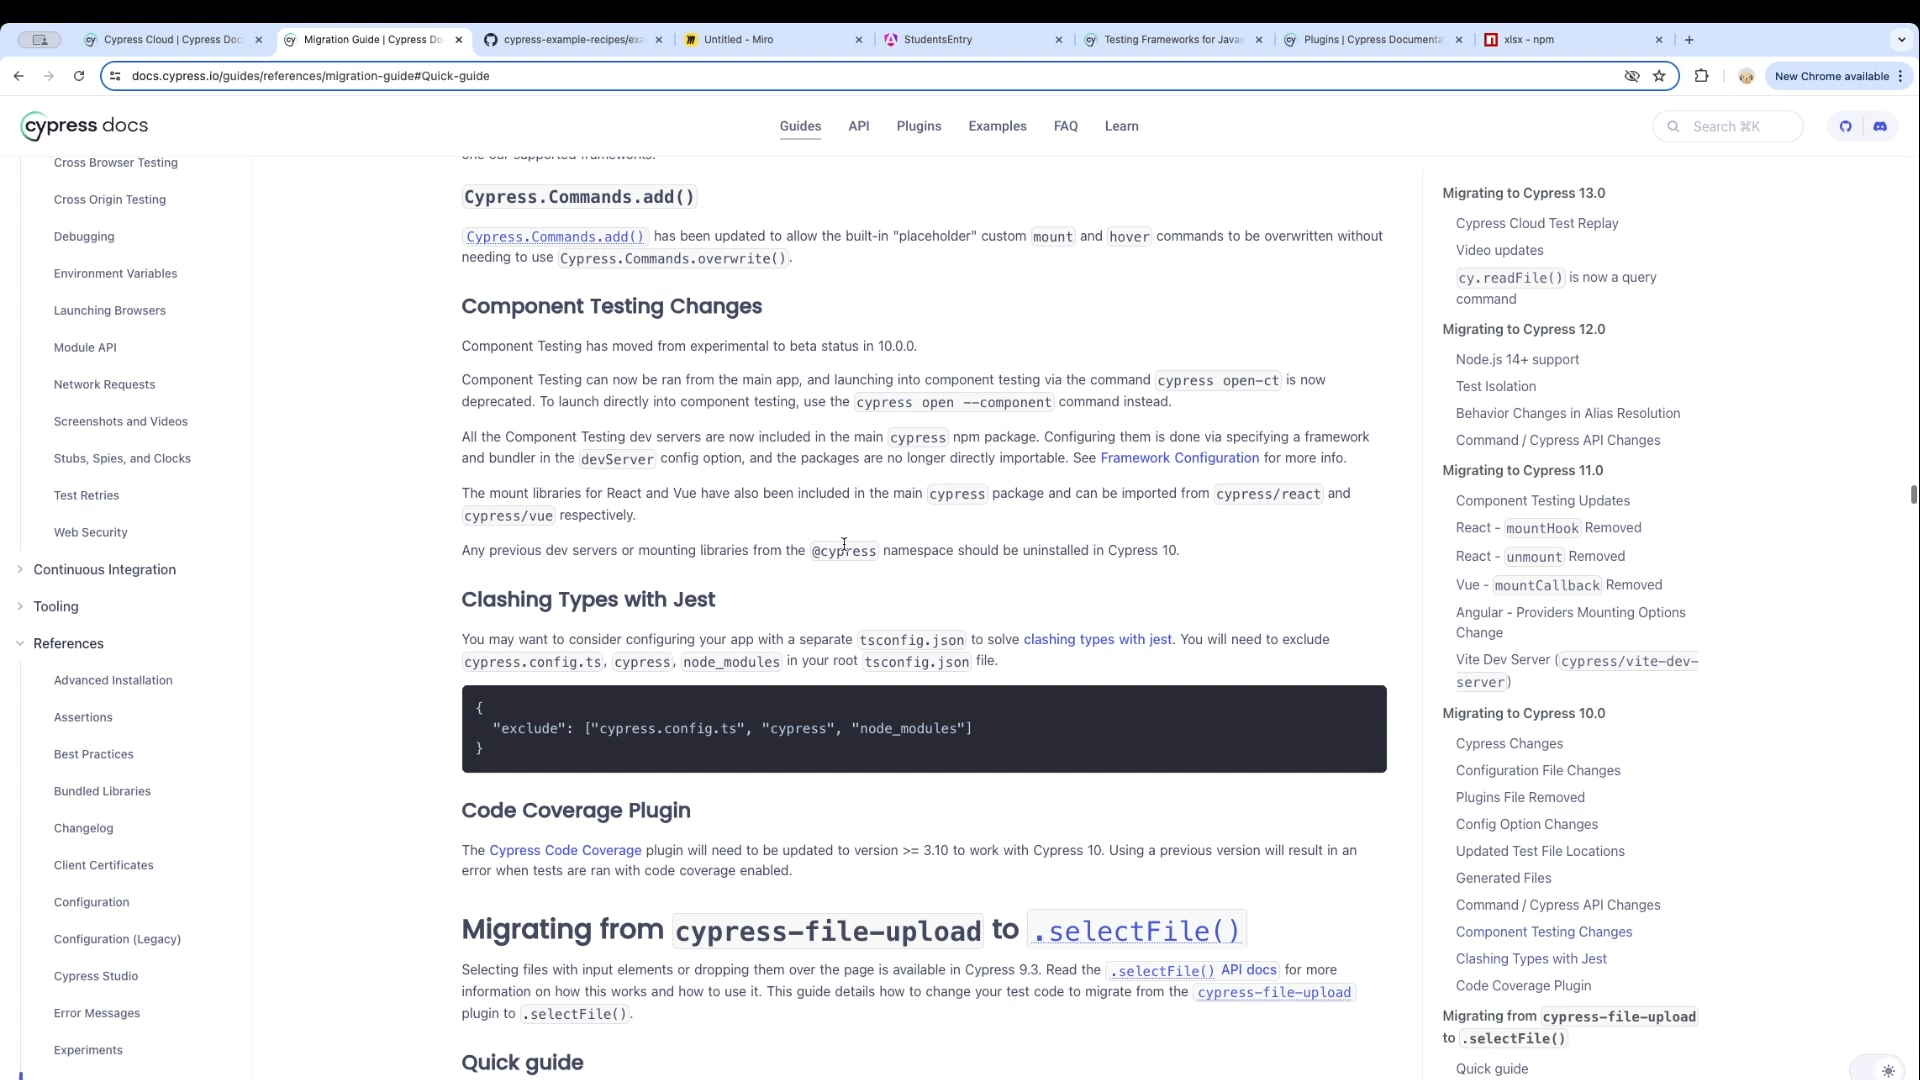 Cypress Cloud | Cypress Doc
Migration Guide | Cypress Do
cypress-example-recipes/exa
Untitled - Miro
StudentsEntry
Testing Frameworks for Javas
Plugins | Cypress Documenta
xlsx - npm
docs.cypress.io/guides/references/migration-guide#Quick-guide
New Chrome available
cypress docs
Guides
API
Plugins
Examples
FAQ
Learn
Search ⌘K
Cross Browser Testing
Cross Origin Testing
Debugging
Environment Variables
Launching Browsers
Module API
Network Requests
Screenshots and Videos
Stubs, Spies, and Clocks
Test Retries
Web Security
Continuous Integration
Tooling
References
Advanced Installation
Assertions
Best Practices
Bundled Libraries
Changelog
Client Certificates
Configuration
Configuration (Legacy)
Cypress Studio
Error Messages
Experiments
one our supported frameworks.
Cypress.Commands.add()
Cypress.Commands.add() has been updated to allow the built-in "placeholder" custom mount and hover commands to be overwritten without
needing to use Cypress.Commands.overwrite().
Component Testing Changes
Component Testing has moved from experimental to beta status in 10.0.0.
Component Testing can now be ran from the main app, and launching into component testing via the command cypress open-ct is now
deprecated. To launch directly into component testing, use the cypress open --component command instead.
All the Component Testing dev servers are now included in the main cypress npm package. Configuring them is done via specifying a framework
and bundler in the devServer config option, and the packages are no longer directly importable. See Framework Configuration for more info.
The mount libraries for React and Vue have also been included in the main cypress package and can be imported from cypress/react and
cypress/vue respectively.
Any previous dev servers or mounting libraries from the @cypress namespace should be uninstalled in Cypress 10.
Clashing Types with Jest
You may want to consider configuring your app with a separate tsconfig.json to solve clashing types with jest. You will need to exclude
cypress.config.ts, cypress, node_modules in your root tsconfig.json file.
{
"exclude": ["cypress.config.ts", "cypress", "node_modules"]
}
Code Coverage Plugin
The Cypress Code Coverage plugin will need to be updated to version >= 3.10 to work with Cypress 10. Using a previous version will result in an
error when tests are ran with code coverage enabled.
Migrating from cypress-file-upload to .selectFile()
Selecting files with input elements or dropping them over the page is available in Cypress 9.3. Read the .selectFile() API docs for more
information on how this works and how to use it. This guide details how to change your test code to migrate from the cypress-file-upload
plugin to .selectFile().
Quick guide
Migrating to Cypress 13.0
Cypress Cloud Test Replay
Video updates
cy.readFile() is now a query
command
Migrating to Cypress 12.0
Node.js 14+ support
Test Isolation
Behavior Changes in Alias Resolution
Command / Cypress API Changes
Migrating to Cypress 11.0
Component Testing Updates
React - mountHook Removed
React - unmount Removed
Vue - mountCallback Removed
Angular - Providers Mounting Options
Change
Vite Dev Server (cypress/vite-dev-
server)
Migrating to Cypress 10.0
Cypress Changes
Configuration File Changes
Plugins File Removed
Config Option Changes
Updated Test File Locations
Generated Files
Command / Cypress API Changes
Component Testing Changes
Clashing Types with Jest
Code Coverage Plugin
Migrating from cypress-file-upload
to .selectFile()
Quick guide